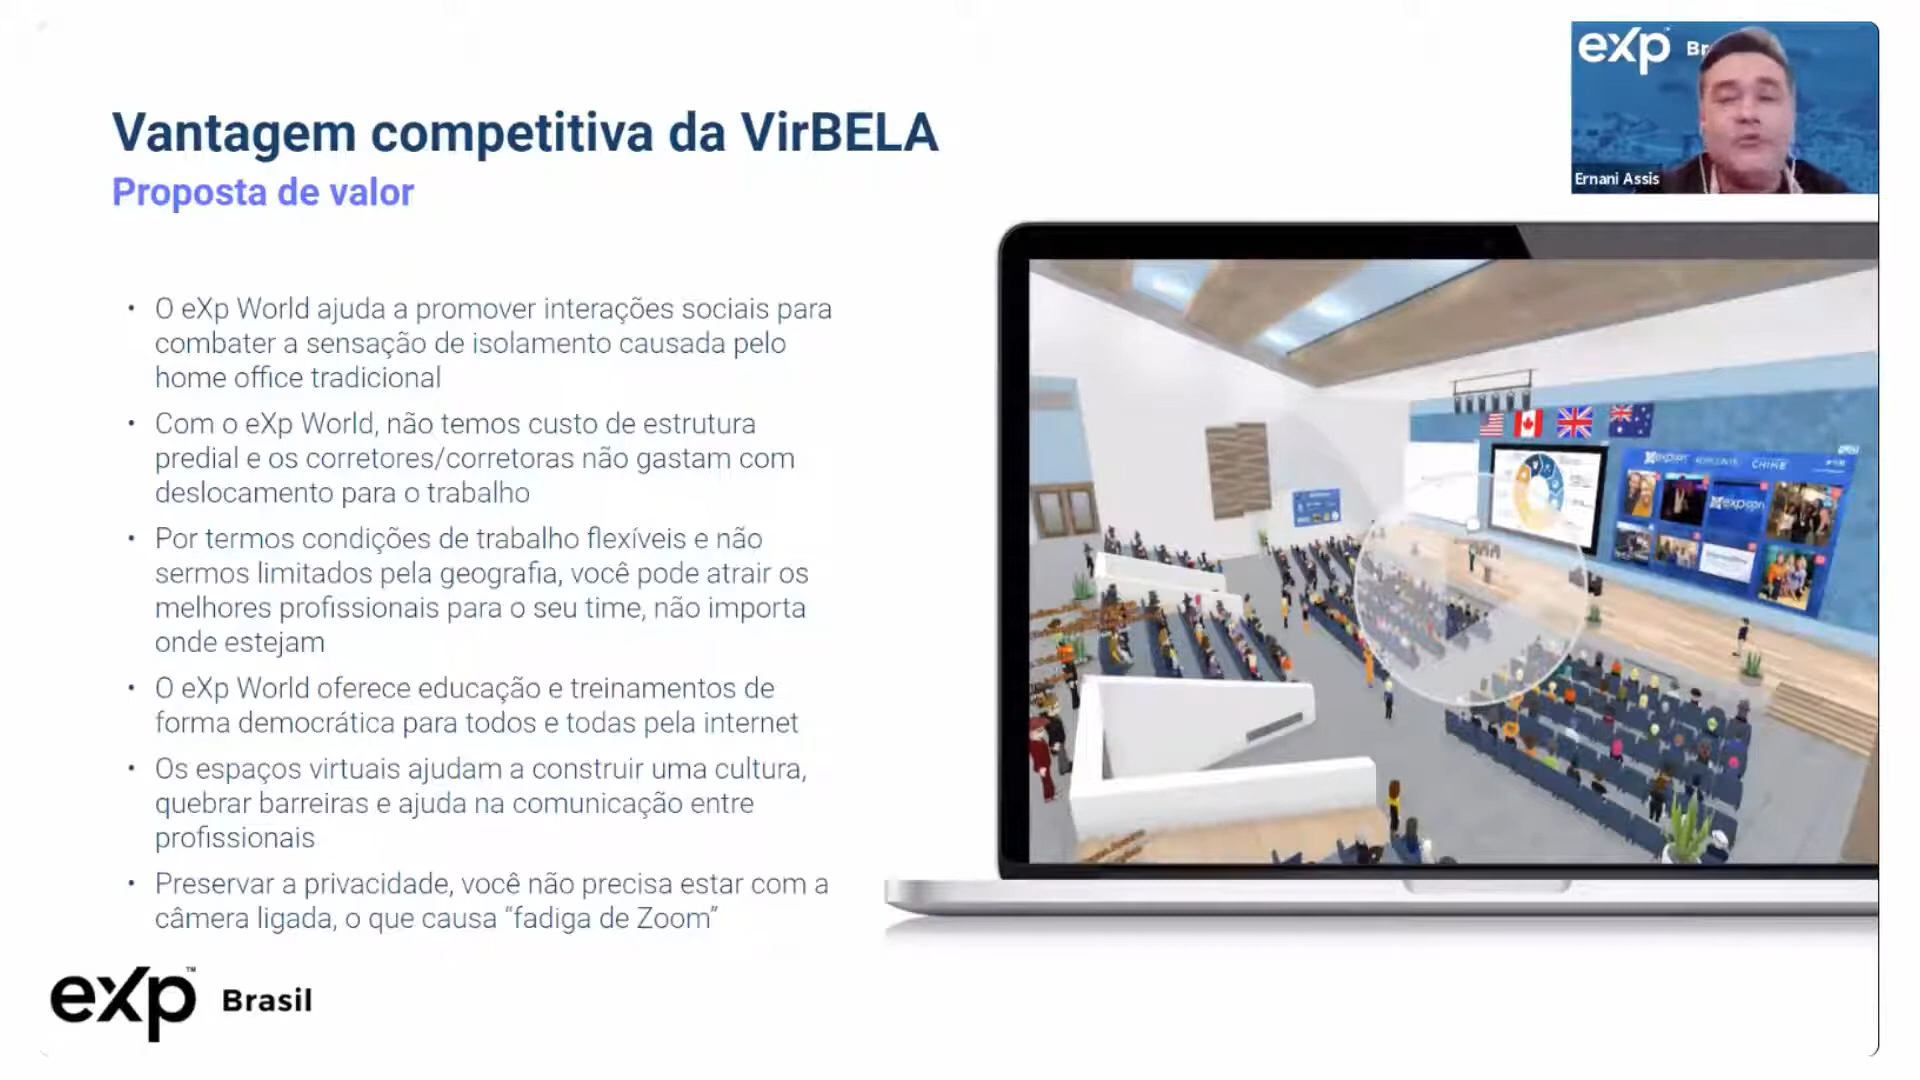 exp Br
Ernani Assis
Vantagem competitiva da VirBELA
Proposta de valor
• O eXp World ajuda a promover interações sociais para
combater a sensação de isolamento causada pelo
home office tradicional
• Com o eXp World, não temos custo de estrutura
predial e os corretores/corretoras não gastam com
deslocamento para o trabalho
• Por termos condições de trabalho flexíveis e não
sermos limitados pela geografia, você pode atrair os
melhores profissionais para o seu time, não importa
onde estejam
• O eXp World oferece educação e treinamentos de
forma democrática para todos e todas pela internet
• Os espaços virtuais ajudam a construir uma cultura,
quebrar barreiras e ajuda na comunicação entre
profissionais
• Preservar a privacidade, você não precisa estar com a
câmera ligada, o que causa “fadiga de Zoom”
CHIME
expcon
exp™ Brasil